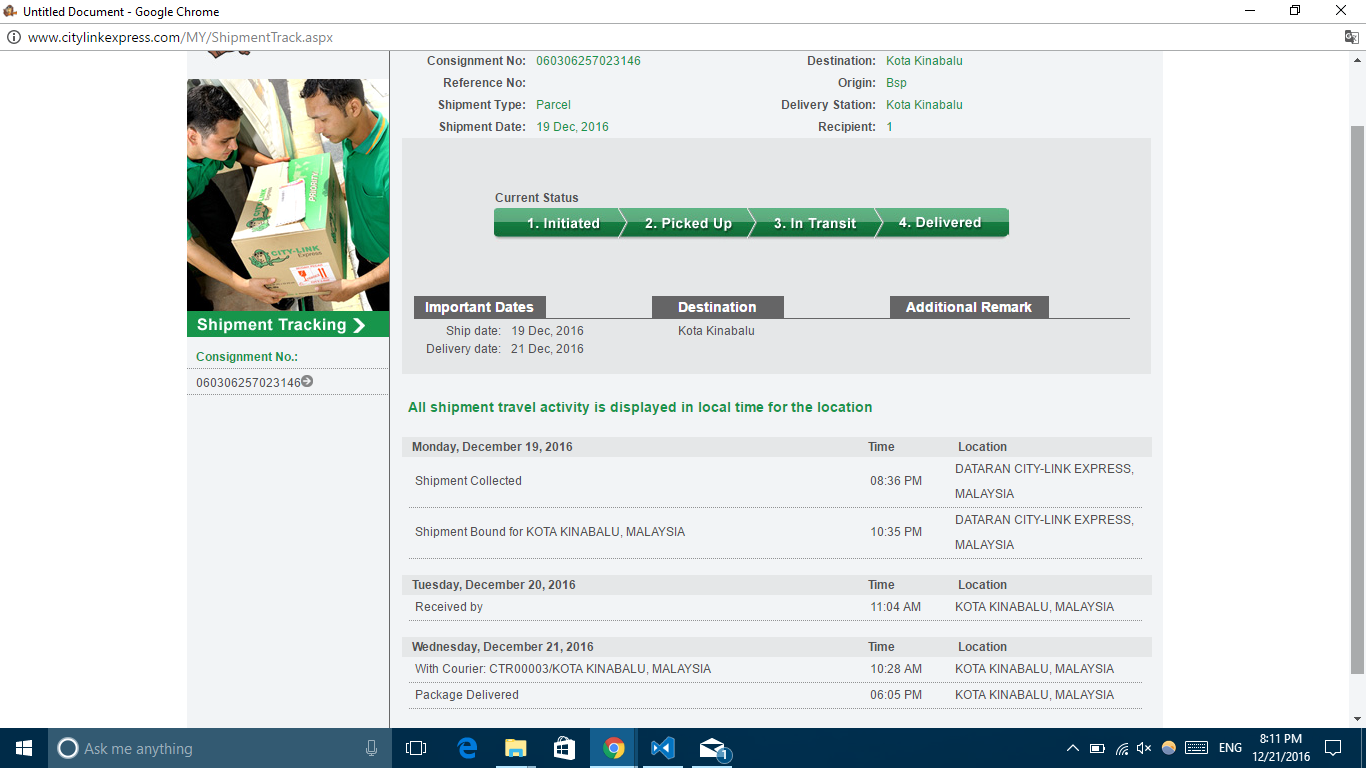 Untitled Document - Google Chrome
www.citylinkexpress.com/MY/ShipmentTrack.aspx
Consignment No: 060306257023146 Destination: Kota Kinabalu
Reference No: Origin: Bsp
Shipment Type: Parcel Delivery Station: Kota Kinabalu
Shipment Date: 19 Dec, 2016 Recipient: 1
PRIORITY
CITY-LINK
Express
CITY-LINK
Express
Shipment Tracking
Consignment No.:
060306257023146
Current Status
1. Initiated 2. Picked Up 3. In Transit 4. Delivered
Important Dates Destination Additional Remark
Ship date: 19 Dec, 2016 Kota Kinabalu
Delivery date: 21 Dec, 2016
All shipment travel activity is displayed in local time for the location
Monday, December 19, 2016 Time Location
Shipment Collected 08:36 PM DATARAN CITY-LINK EXPRESS,
MALAYSIA
Shipment Bound for KOTA KINABALU, MALAYSIA 10:35 PM DATARAN CITY-LINK EXPRESS,
MALAYSIA
Tuesday, December 20, 2016 Time Location
Received by 11:04 AM KOTA KINABALU, MALAYSIA
Wednesday, December 21, 2016 Time Location
With Courier: CTR00003/KOTA KINABALU, MALAYSIA 10:28 AM KOTA KINABALU, MALAYSIA
Package Delivered 06:05 PM KOTA KINABALU, MALAYSIA
Ask me anything
1
ENG
8:11 PM
12/21/2016